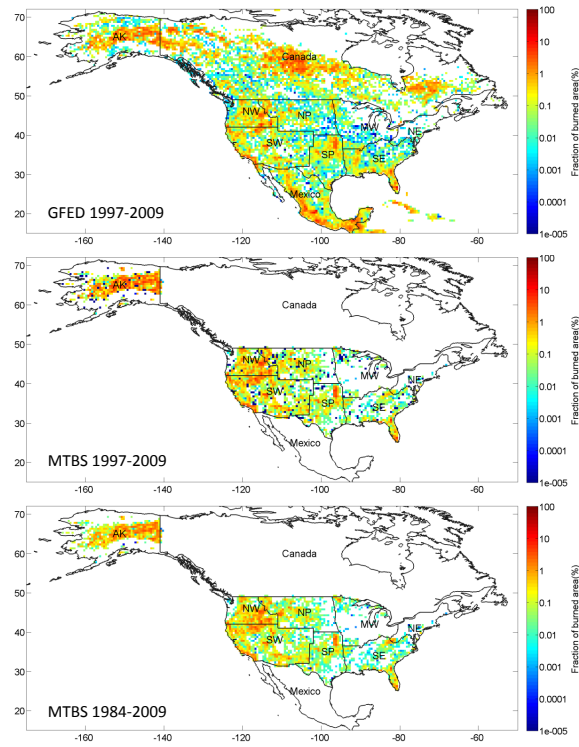 70
60
50
40
30
20
AK
Canada
NW
NP
MW
NE
SW
SP
SE
Mexico
GFED 1997-2009
-160 -140 -120 -100 -80 -60
100
10
1
0.1
0.01
0.001
0.0001
1e-005
Fraction of burned area(%)
70
60
50
40
30
20
AK
Canada
NW
NP
MW
NE
SW
SP
SE
Mexico
MTBS 1997-2009
-160 -140 -120 -100 -80 -60
100
10
1
0.1
0.01
0.001
0.0001
1e-005
Fraction of burned area(%)
70
60
50
40
30
20
AK
Canada
NW
NP
MW
NE
SW
SP
SE
Mexico
MTBS 1984-2009
-160 -140 -120 -100 -80 -60
100
10
1
0.1
0.01
0.001
0.0001
1e-005
Fraction of burned area(%)